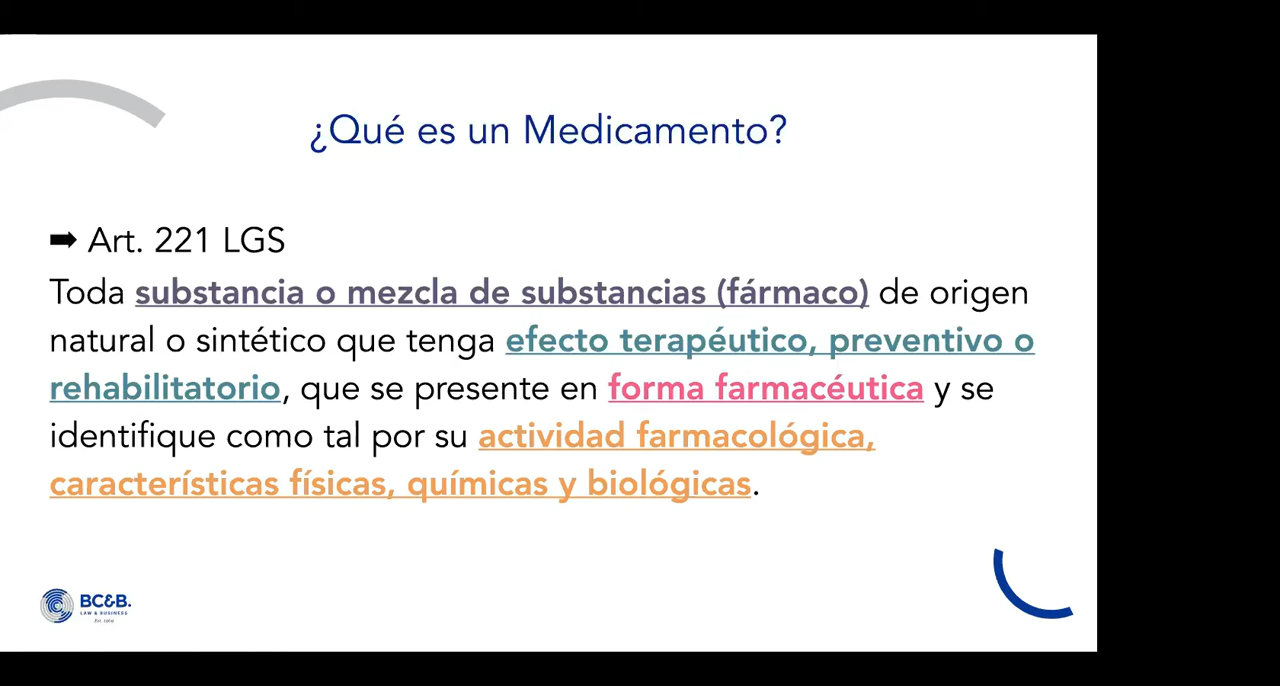 ¿Qué es un Medicamento?
➡ Art. 221 LGS
Toda substancia o mezcla de substancias (fármaco) de origen
natural o sintético que tenga efecto terapéutico, preventivo o
rehabilitatorio, que se presente en forma farmacéutica y se
identifique como tal por su actividad farmacológica,
características físicas, químicas y biológicas.
BC&B.
LAW & BUSINESS